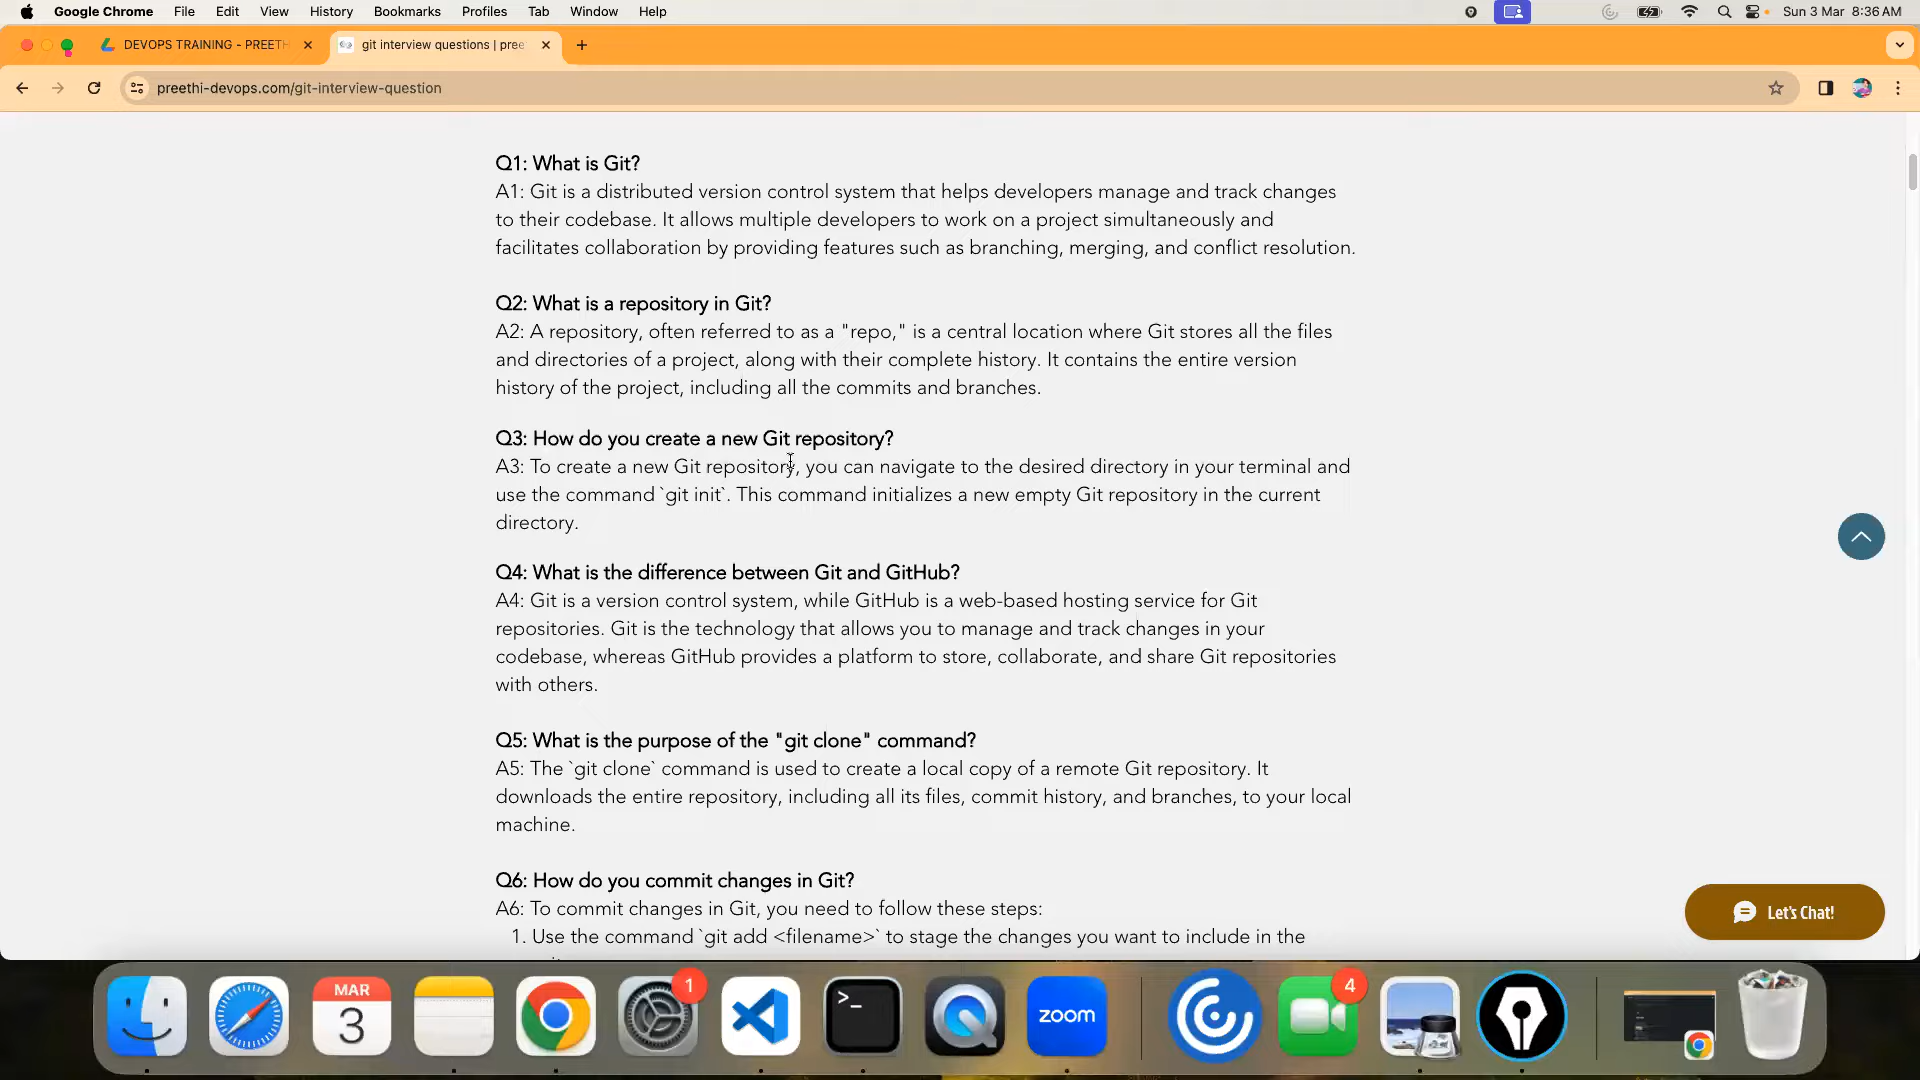 Google Chrome File Edit View History Bookmarks Profiles Tab Window Help Sun 3 Mar 8:36 AM
DEVOPS TRAINING - PREETH git interview questions | pree
preethi-devops.com/git-interview-question
Q1: What is Git?
A1: Git is a distributed version control system that helps developers manage and track changes
to their codebase. It allows multiple developers to work on a project simultaneously and
facilitates collaboration by providing features such as branching, merging, and conflict resolution.
Q2: What is a repository in Git?
A2: A repository, often referred to as a "repo," is a central location where Git stores all the files
and directories of a project, along with their complete history. It contains the entire version
history of the project, including all the commits and branches.
Q3: How do you create a new Git repository?
A3: To create a new Git repository, you can navigate to the desired directory in your terminal and
use the command `git init`. This command initializes a new empty Git repository in the current
directory.
Q4: What is the difference between Git and GitHub?
A4: Git is a version control system, while GitHub is a web-based hosting service for Git
repositories. Git is the technology that allows you to manage and track changes in your
codebase, whereas GitHub provides a platform to store, collaborate, and share Git repositories
with others.
Q5: What is the purpose of the "git clone" command?
A5: The `git clone` command is used to create a local copy of a remote Git repository. It
downloads the entire repository, including all its files, commit history, and branches, to your local
machine.
Q6: How do you commit changes in Git?
A6: To commit changes in Git, you need to follow these steps:
1. Use the command `git add <filename>` to stage the changes you want to include in the
Let's Chat!
MAR
3
1
>_
zoom
4